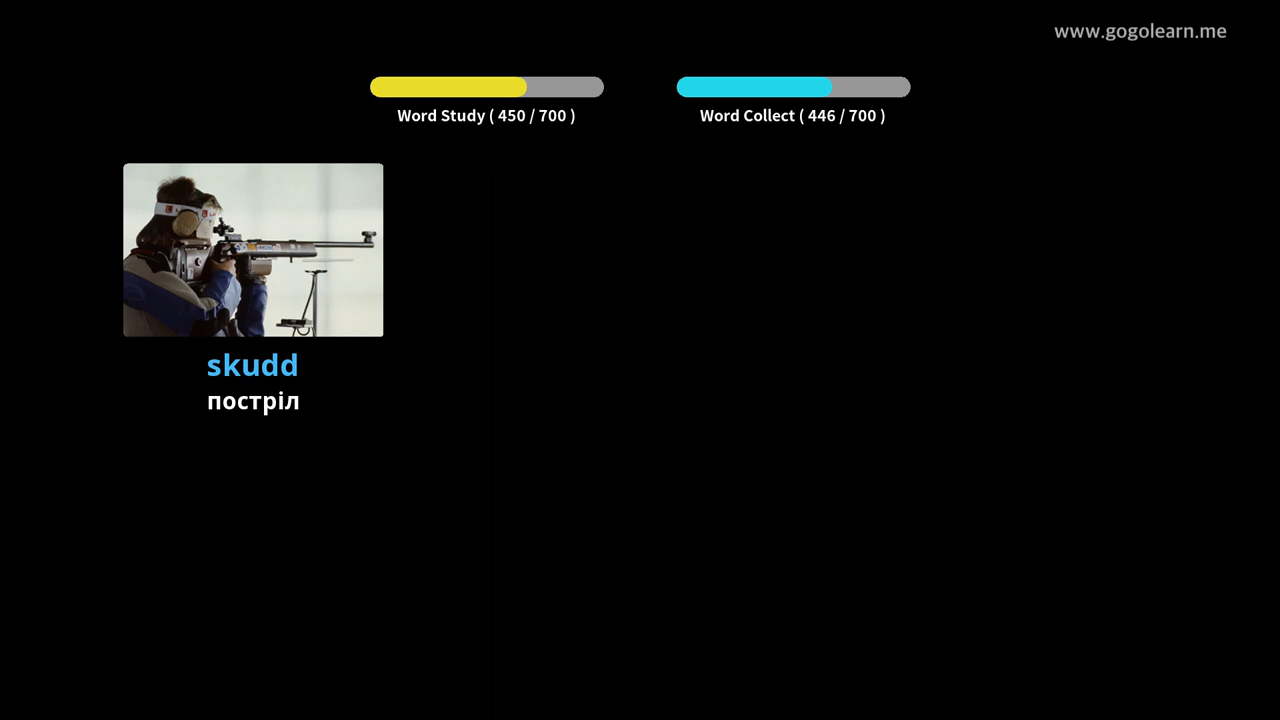 www.gogolearn.me
Word Study ( 450 / 700 )
Word Collect ( 446 / 700 )
skudd
постріл